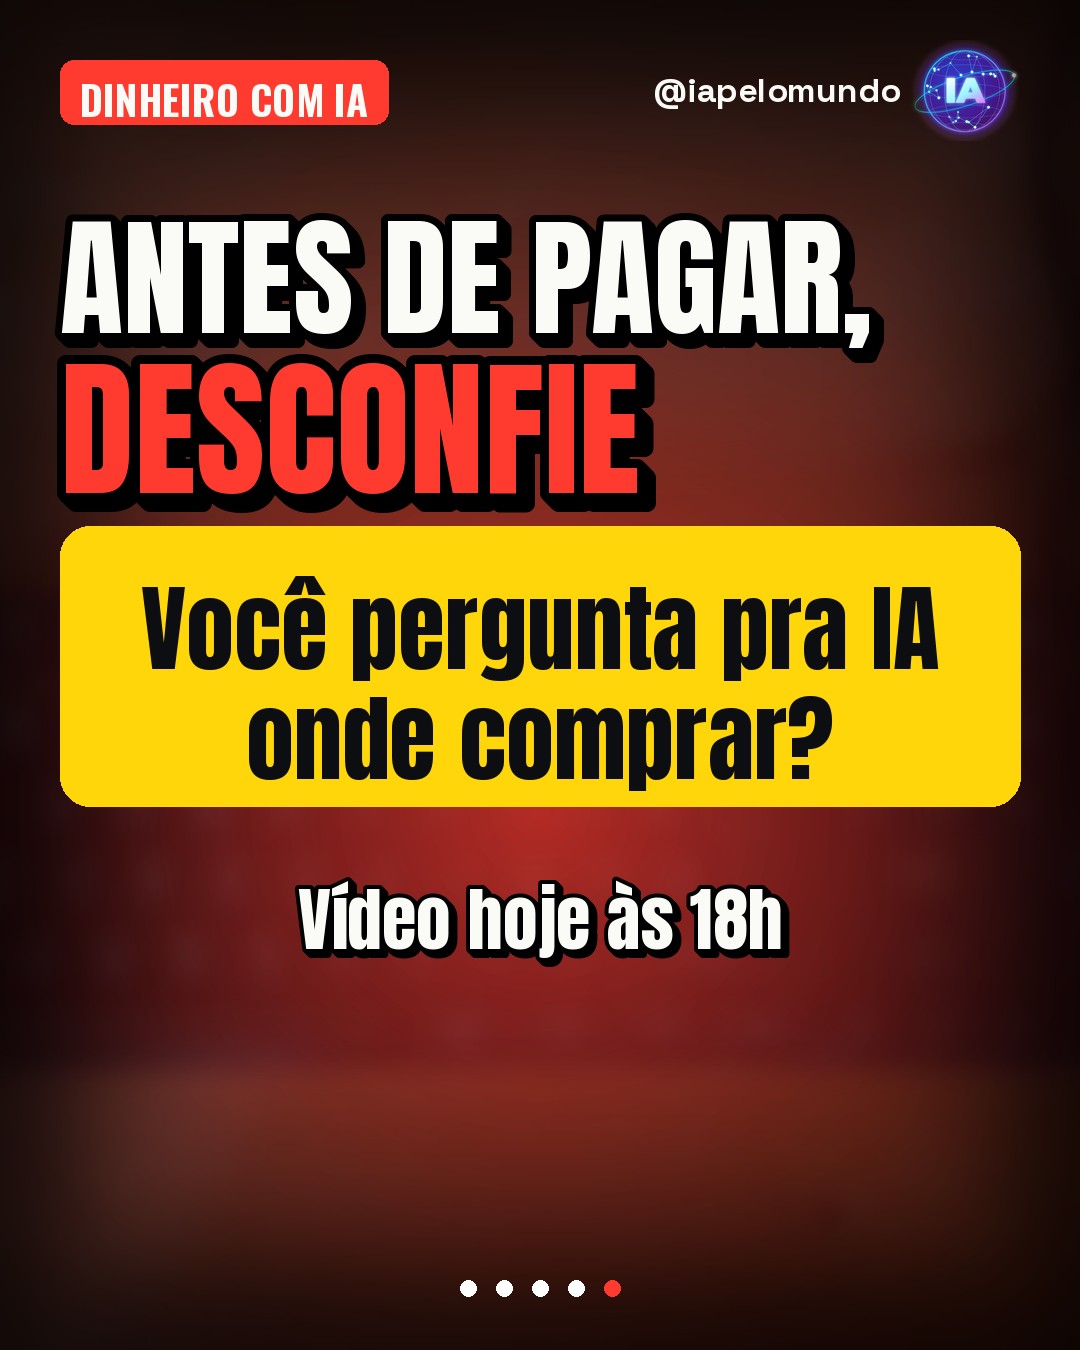 DINHEIRO COM IA
@iapelomundo
IA
ANTES DE PAGAR,
DESCONFIE
Você pergunta pra IA
onde comprar?
Vídeo hoje às 18h